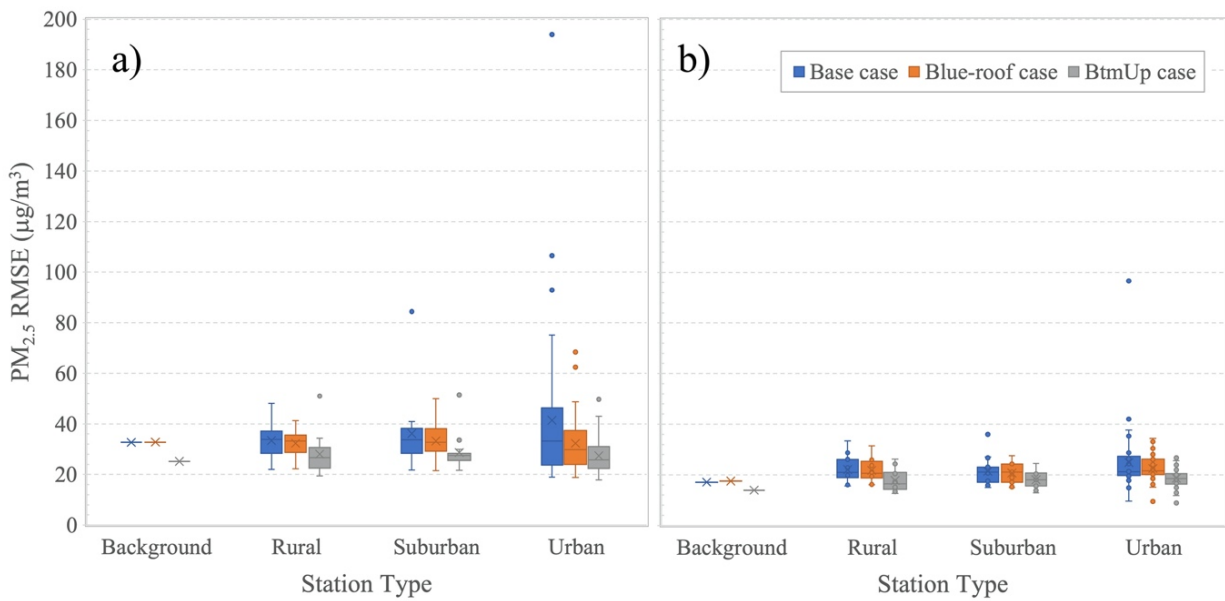 a)
b)
Base case
Blue-roof case
BtmUp case
PM2.5 RMSE (μg/m³)
200
180
160
140
120
100
80
60
40
20
0
Background
Rural
Suburban
Urban
Background
Rural
Suburban
Urban
Station Type
Station Type